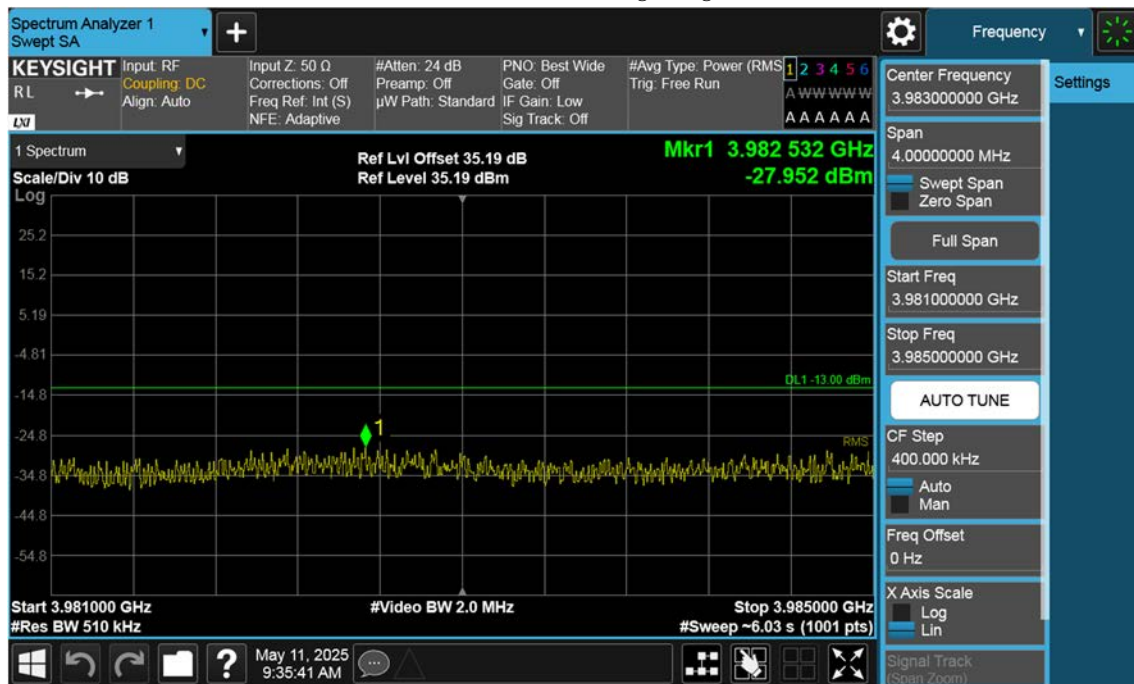 Spectrum Analyzer 1
Swept SA
+
Frequency
KEYSIGHT
RL
LXI
Input: RF
Coupling: DC
Align: Auto
Input Z: 50 Ω
Corrections: Off
Freq Ref: Int (S)
NFE: Adaptive
#Atten: 24 dB
Preamp: Off
µW Path: Standard
PNO: Best Wide
Gate: Off
IF Gain: Low
Sig Track: Off
#Avg Type: Power (RMS
Trig: Free Run
1 2 3 4 5 6
A W W W W W
A A A A A A
1 Spectrum
Scale/Div 10 dB
Log
Ref Lvl Offset 35.19 dB
Ref Level 35.19 dBm
Mkr1 3.982 532 GHz
-27.952 dBm
25.2
15.2
5.19
-4.81
DL1 -13.00 dBm
-14.8
1
-24.8
RMS
-34.8
-44.8
-54.8
Start 3.981000 GHz
#Video BW 2.0 MHz
Stop 3.985000 GHz
#Res BW 510 kHz
#Sweep ~6.03 s (1001 pts)
?
May 11, 2025
9:35:41 AM
Center Frequency
3.983000000 GHz
Settings
Span
4.00000000 MHz
Swept Span
Zero Span
Full Span
Start Freq
3.981000000 GHz
Stop Freq
3.985000000 GHz
AUTO TUNE
CF Step
400.000 kHz
Auto
Man
Freq Offset
0 Hz
X Axis Scale
Log
Lin
Signal Track
(Span Zoom)